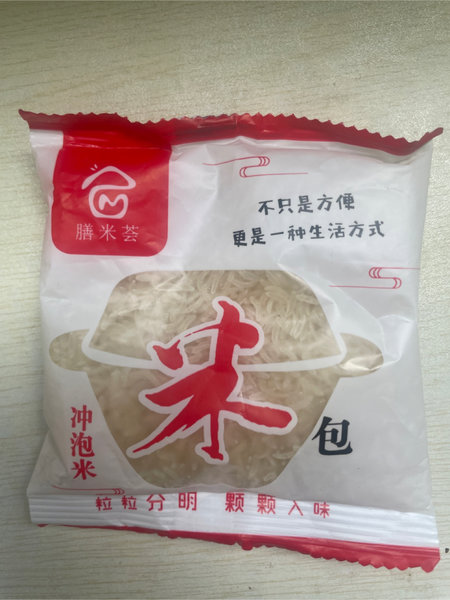 膳米荟
不只是方便
更是一种生活方式
米
包
冲泡米
粒粒分明 颗颗入味